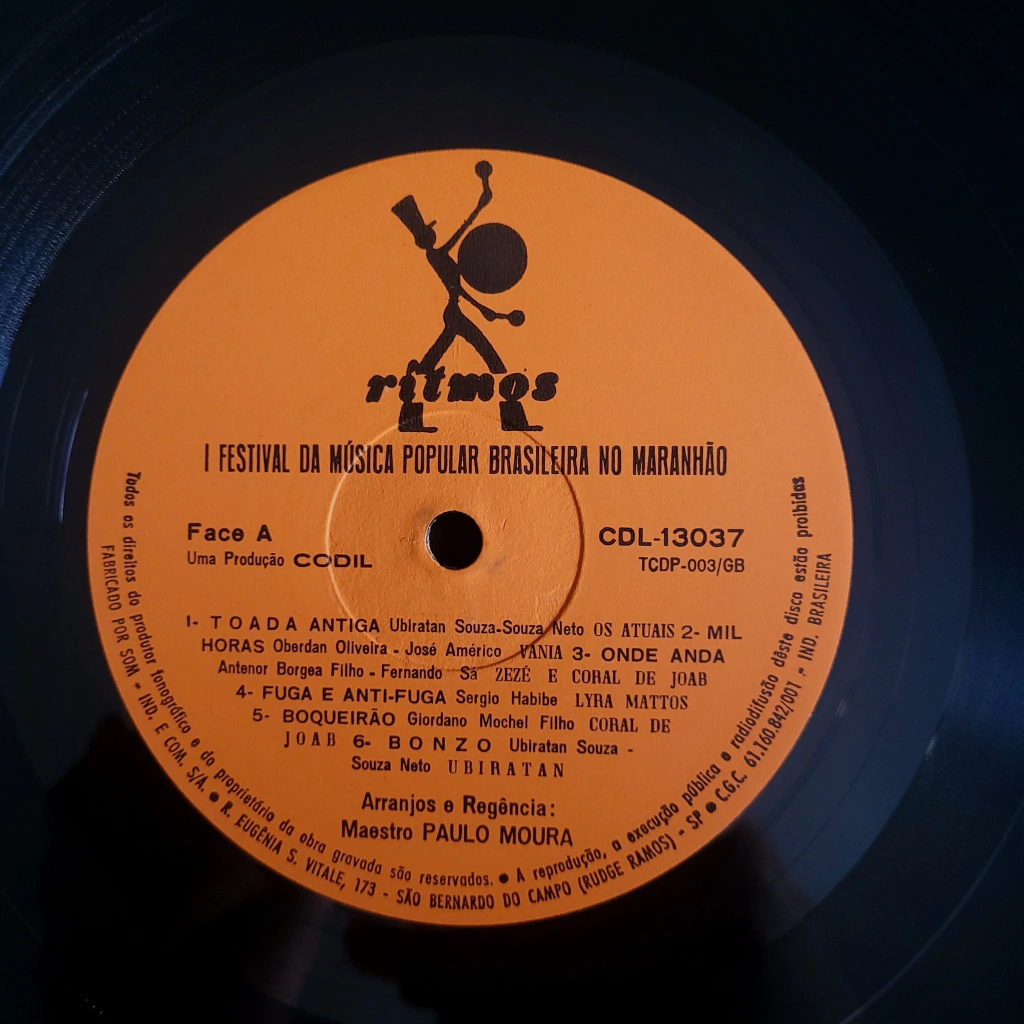 ritmos
I FESTIVAL DA MÚSICA POPULAR BRASILEIRA NO MARANHÃO
Face A
Uma Produção CODIL
CDL-13037
TCDP-003/GB
1- TOADA ANTIGA Ubiratan Souza-Souza Neto OS ATUAIS 2- MIL
HORAS Oberdan Oliveira - José Américo VÂNIA 3- ONDE ANDA
Antenor Borgea Filho - Fernando Sá ZEZÉ E CORAL DE JOAB
4- FUGA E ANTI-FUGA Sergio Habibe LYRA MATTOS
5- BOQUEIRÃO Giordano Mochel Filho CORAL DE
JOAB 6- BONZO Ubiratan Souza -
Souza Neto UBIRATAN
Arranjos e Regência:
Maestro PAULO MOURA
Todos os direitos do produtor fonográfico e do proprietário da obra gravada são reservados. ● A reprodução, a execução pública e radiodifusão dêste disco estão proibidas
FABRICADO POR SOM - IND. E COM. S/A. ● R. EUGÊNIA S. VITALE, 173 - SÃO BERNARDO DO CAMPO (RUDGE RAMOS) - SP ● C.G.C. 61.160.842/001 ● IND. BRASILEIRA